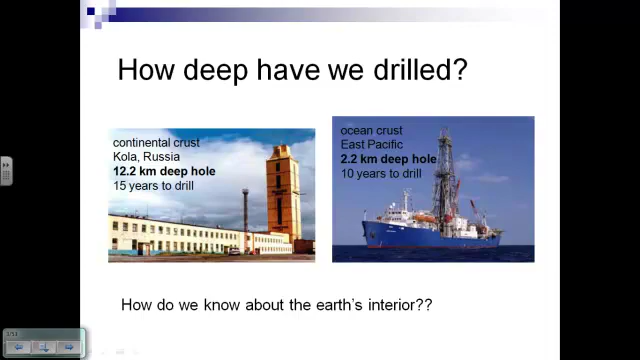 How deep have we drilled?
continental crust
Kola, Russia
12.2 km deep hole
15 years to drill
ocean crust
East Pacific
2.2 km deep hole
10 years to drill
How do we know about the earth's interior??
1/11